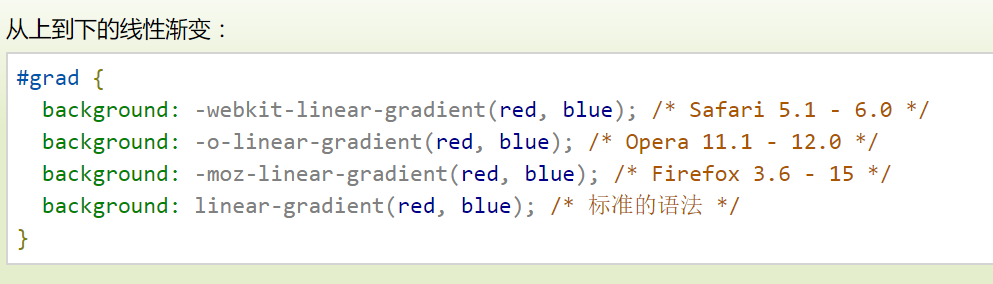 从上到下的线性渐变：
#grad {
  background: -webkit-linear-gradient(red, blue); /* Safari 5.1 - 6.0 */
  background: -o-linear-gradient(red, blue); /* Opera 11.1 - 12.0 */
  background: -moz-linear-gradient(red, blue); /* Firefox 3.6 - 15 */
  background: linear-gradient(red, blue); /* 标准的语法 */
}